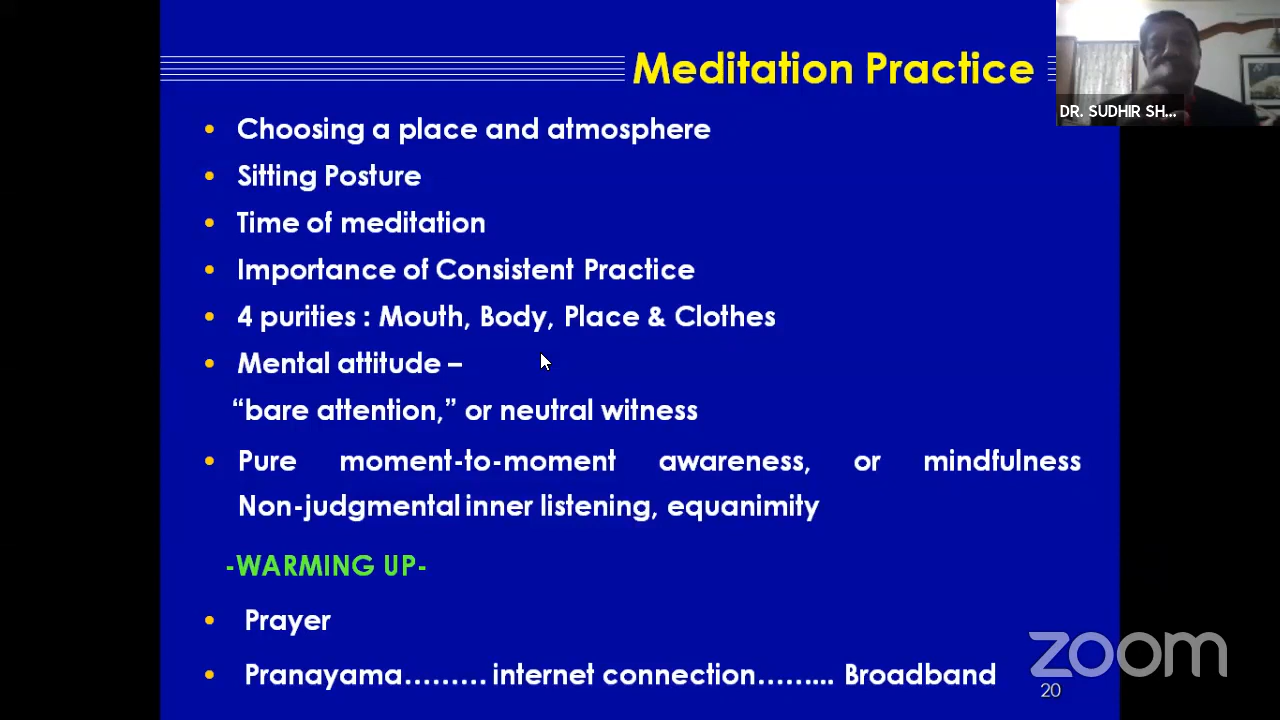 Meditation Practice
DR. SUDHIR SH...
• Choosing a place and atmosphere
• Sitting Posture
• Time of meditation
• Importance of Consistent Practice
• 4 purities : Mouth, Body, Place & Clothes
• Mental attitude –
“bare attention,” or neutral witness
• Pure moment-to-moment awareness, or mindfulness
Non-judgmental inner listening, equanimity
-WARMING UP-
• Prayer
• Pranayama……… internet connection…….... Broadband
zoom
20